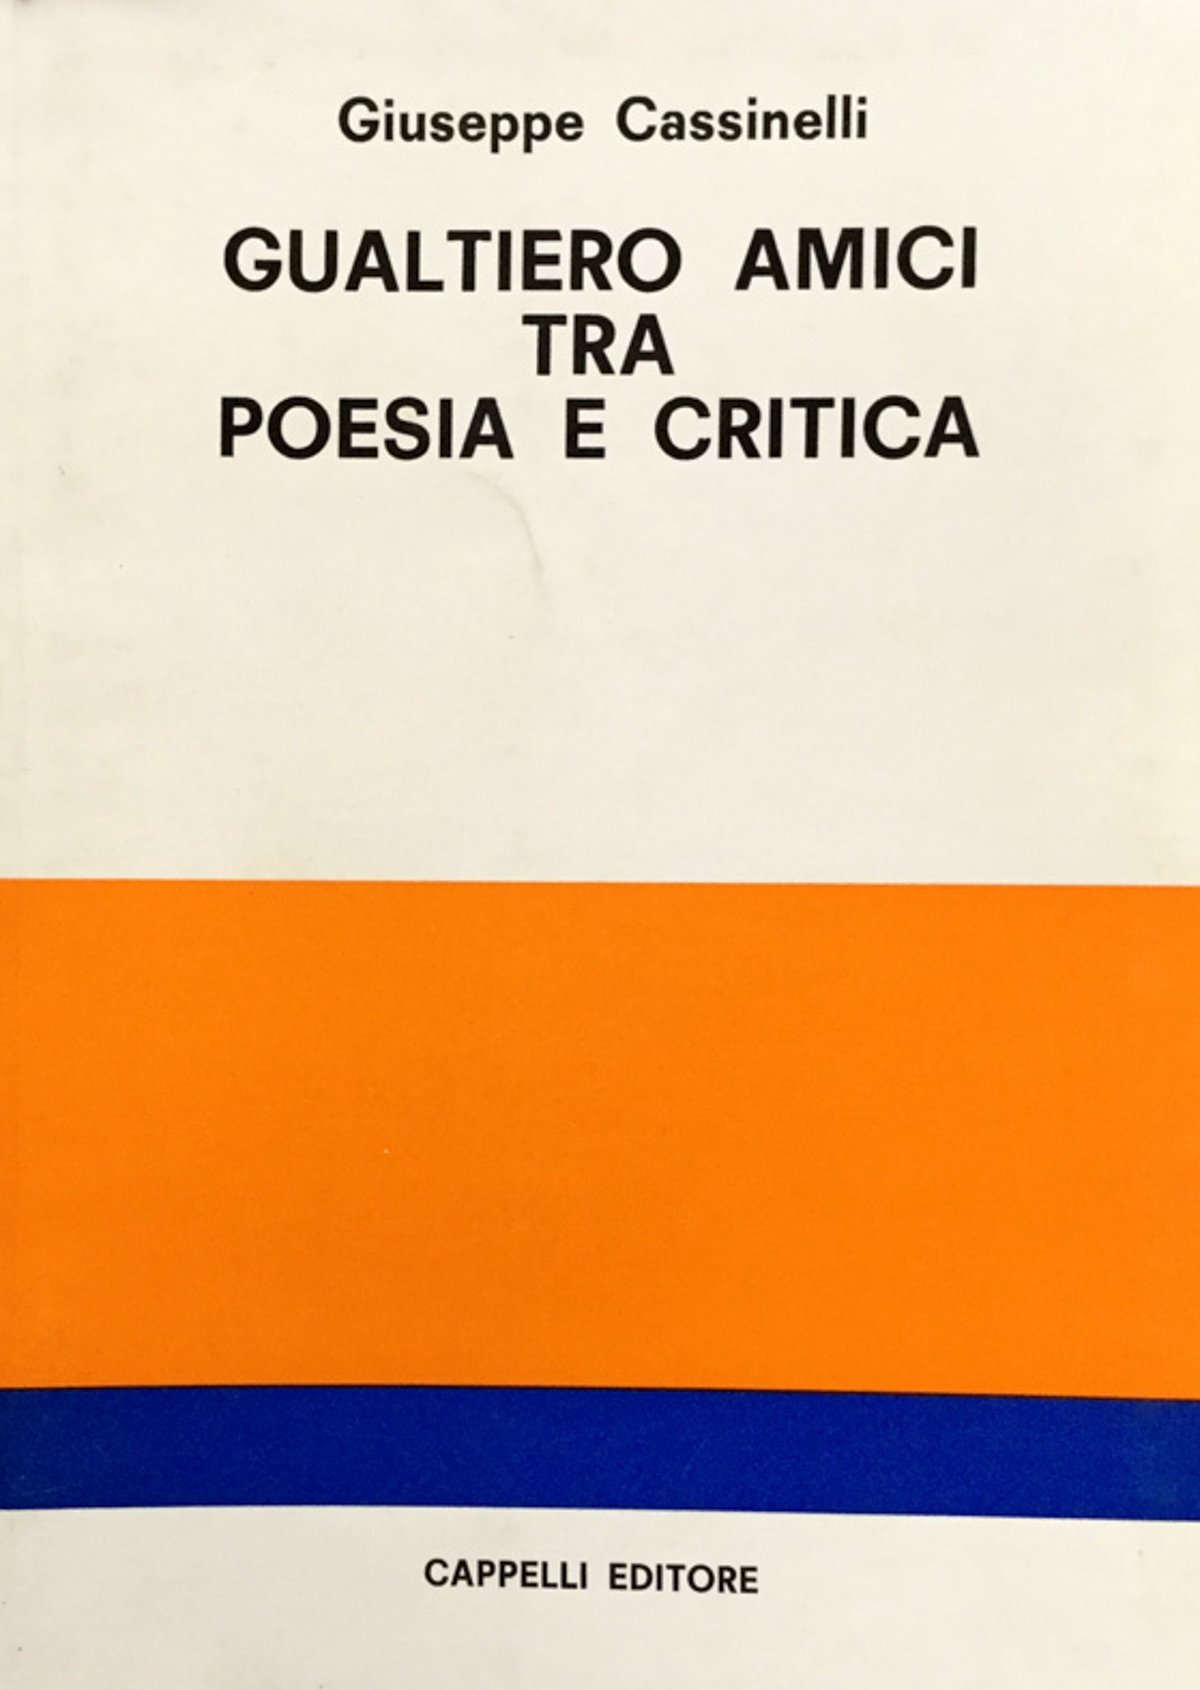 Giuseppe Cassinelli
GUALTIERO AMICI
TRA
POESIA E CRITICA
CAPPELLI EDITORE